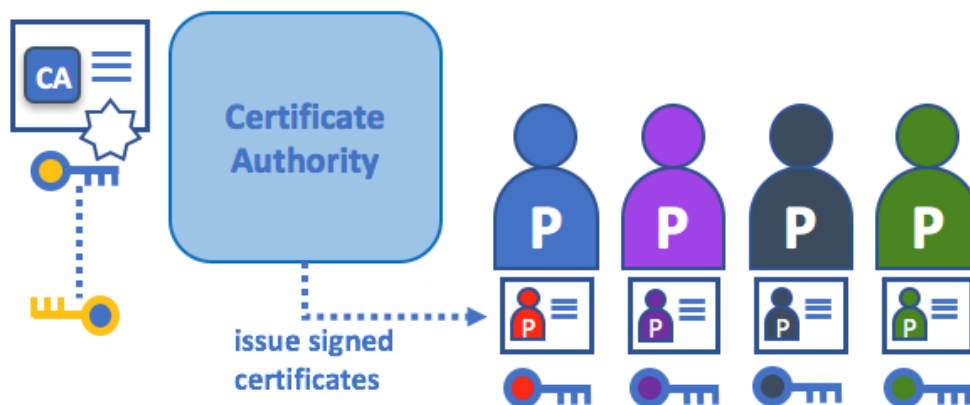 CA
Certificate
Authority
P P P P
P P P P
issue signed
certificates